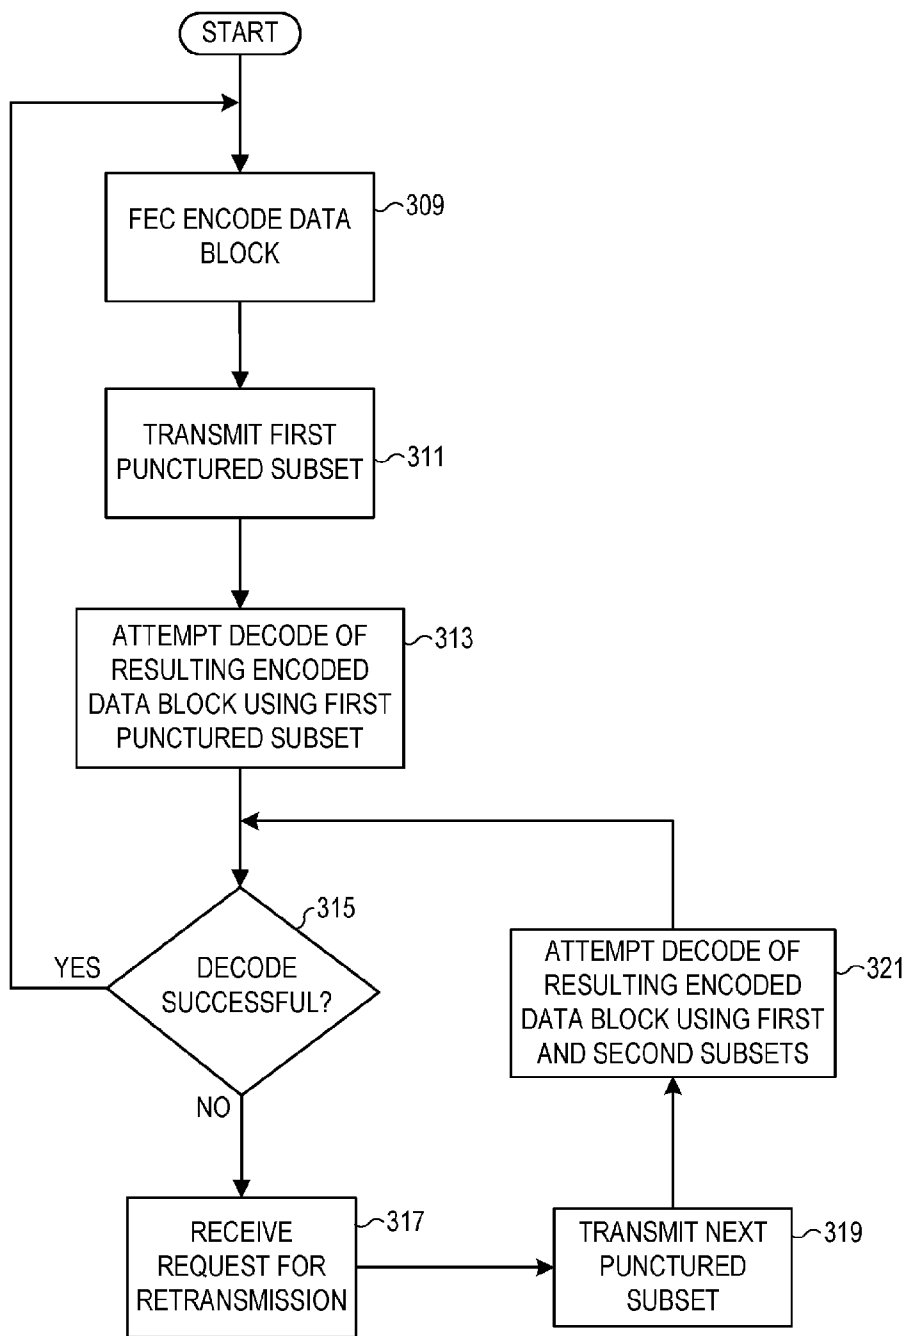 START
FEC ENCODE DATA
BLOCK
309
TRANSMIT FIRST
PUNCTURED SUBSET
311
ATTEMPT DECODE OF
RESULTING ENCODED
DATA BLOCK USING FIRST
PUNCTURED SUBSET
313
DECODE
SUCCESSFUL?
315
YES
NO
RECEIVE
REQUEST FOR
RETRANSMISSION
317
TRANSMIT NEXT
PUNCTURED
SUBSET
319
ATTEMPT DECODE OF
RESULTING ENCODED
DATA BLOCK USING FIRST
AND SECOND SUBSETS
321